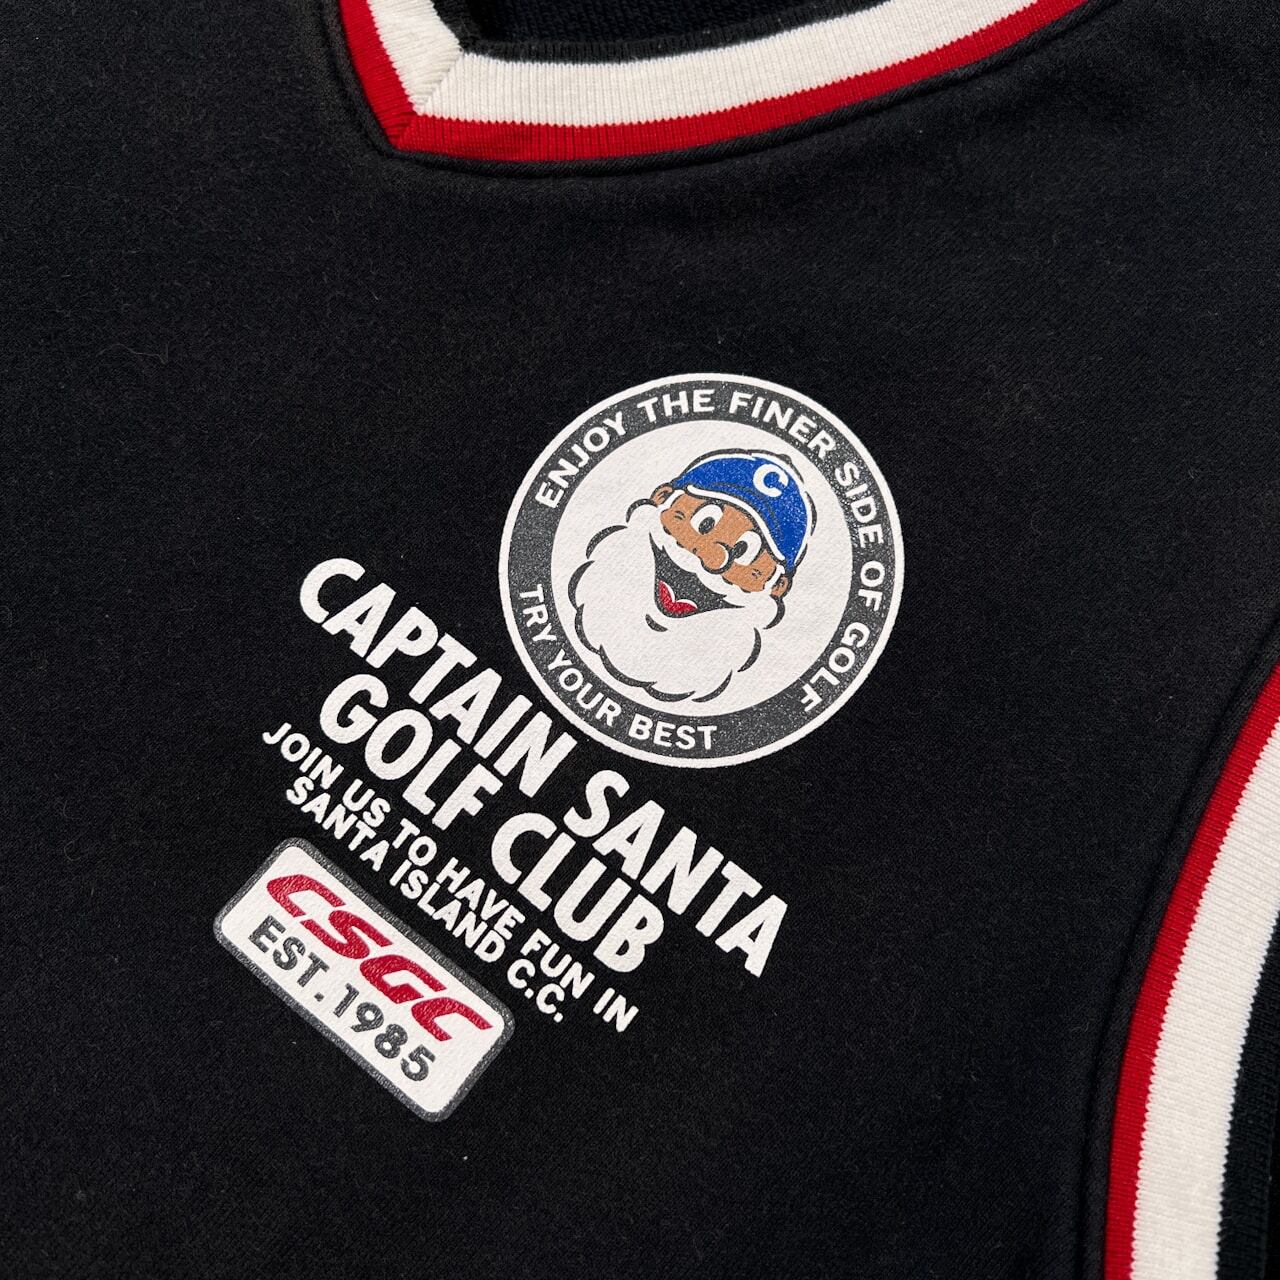 ENJOY THE FINER SIDE OF GOLF
C
TRY YOUR BEST
CAPTAIN SANTA
GOLF CLUB
JOIN US TO HAVE FUN IN
SANTA ISLAND C.C.
CSGC
EST. 1985